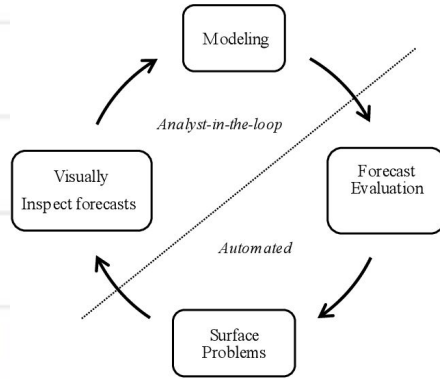 Modeling
Analyst-in-the-loop
Visually
Inspect forecasts
Forecast
Evaluation
Automated
Surface
Problems